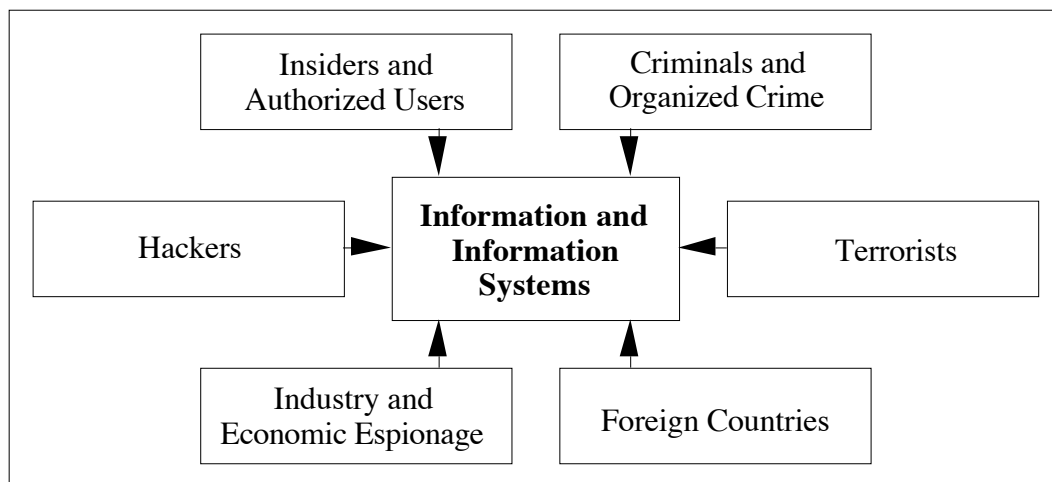 Insiders and
Authorized Users
Criminals and
Organized Crime
Hackers
Information and
Information
Systems
Terrorists
Industry and
Economic Espionage
Foreign Countries